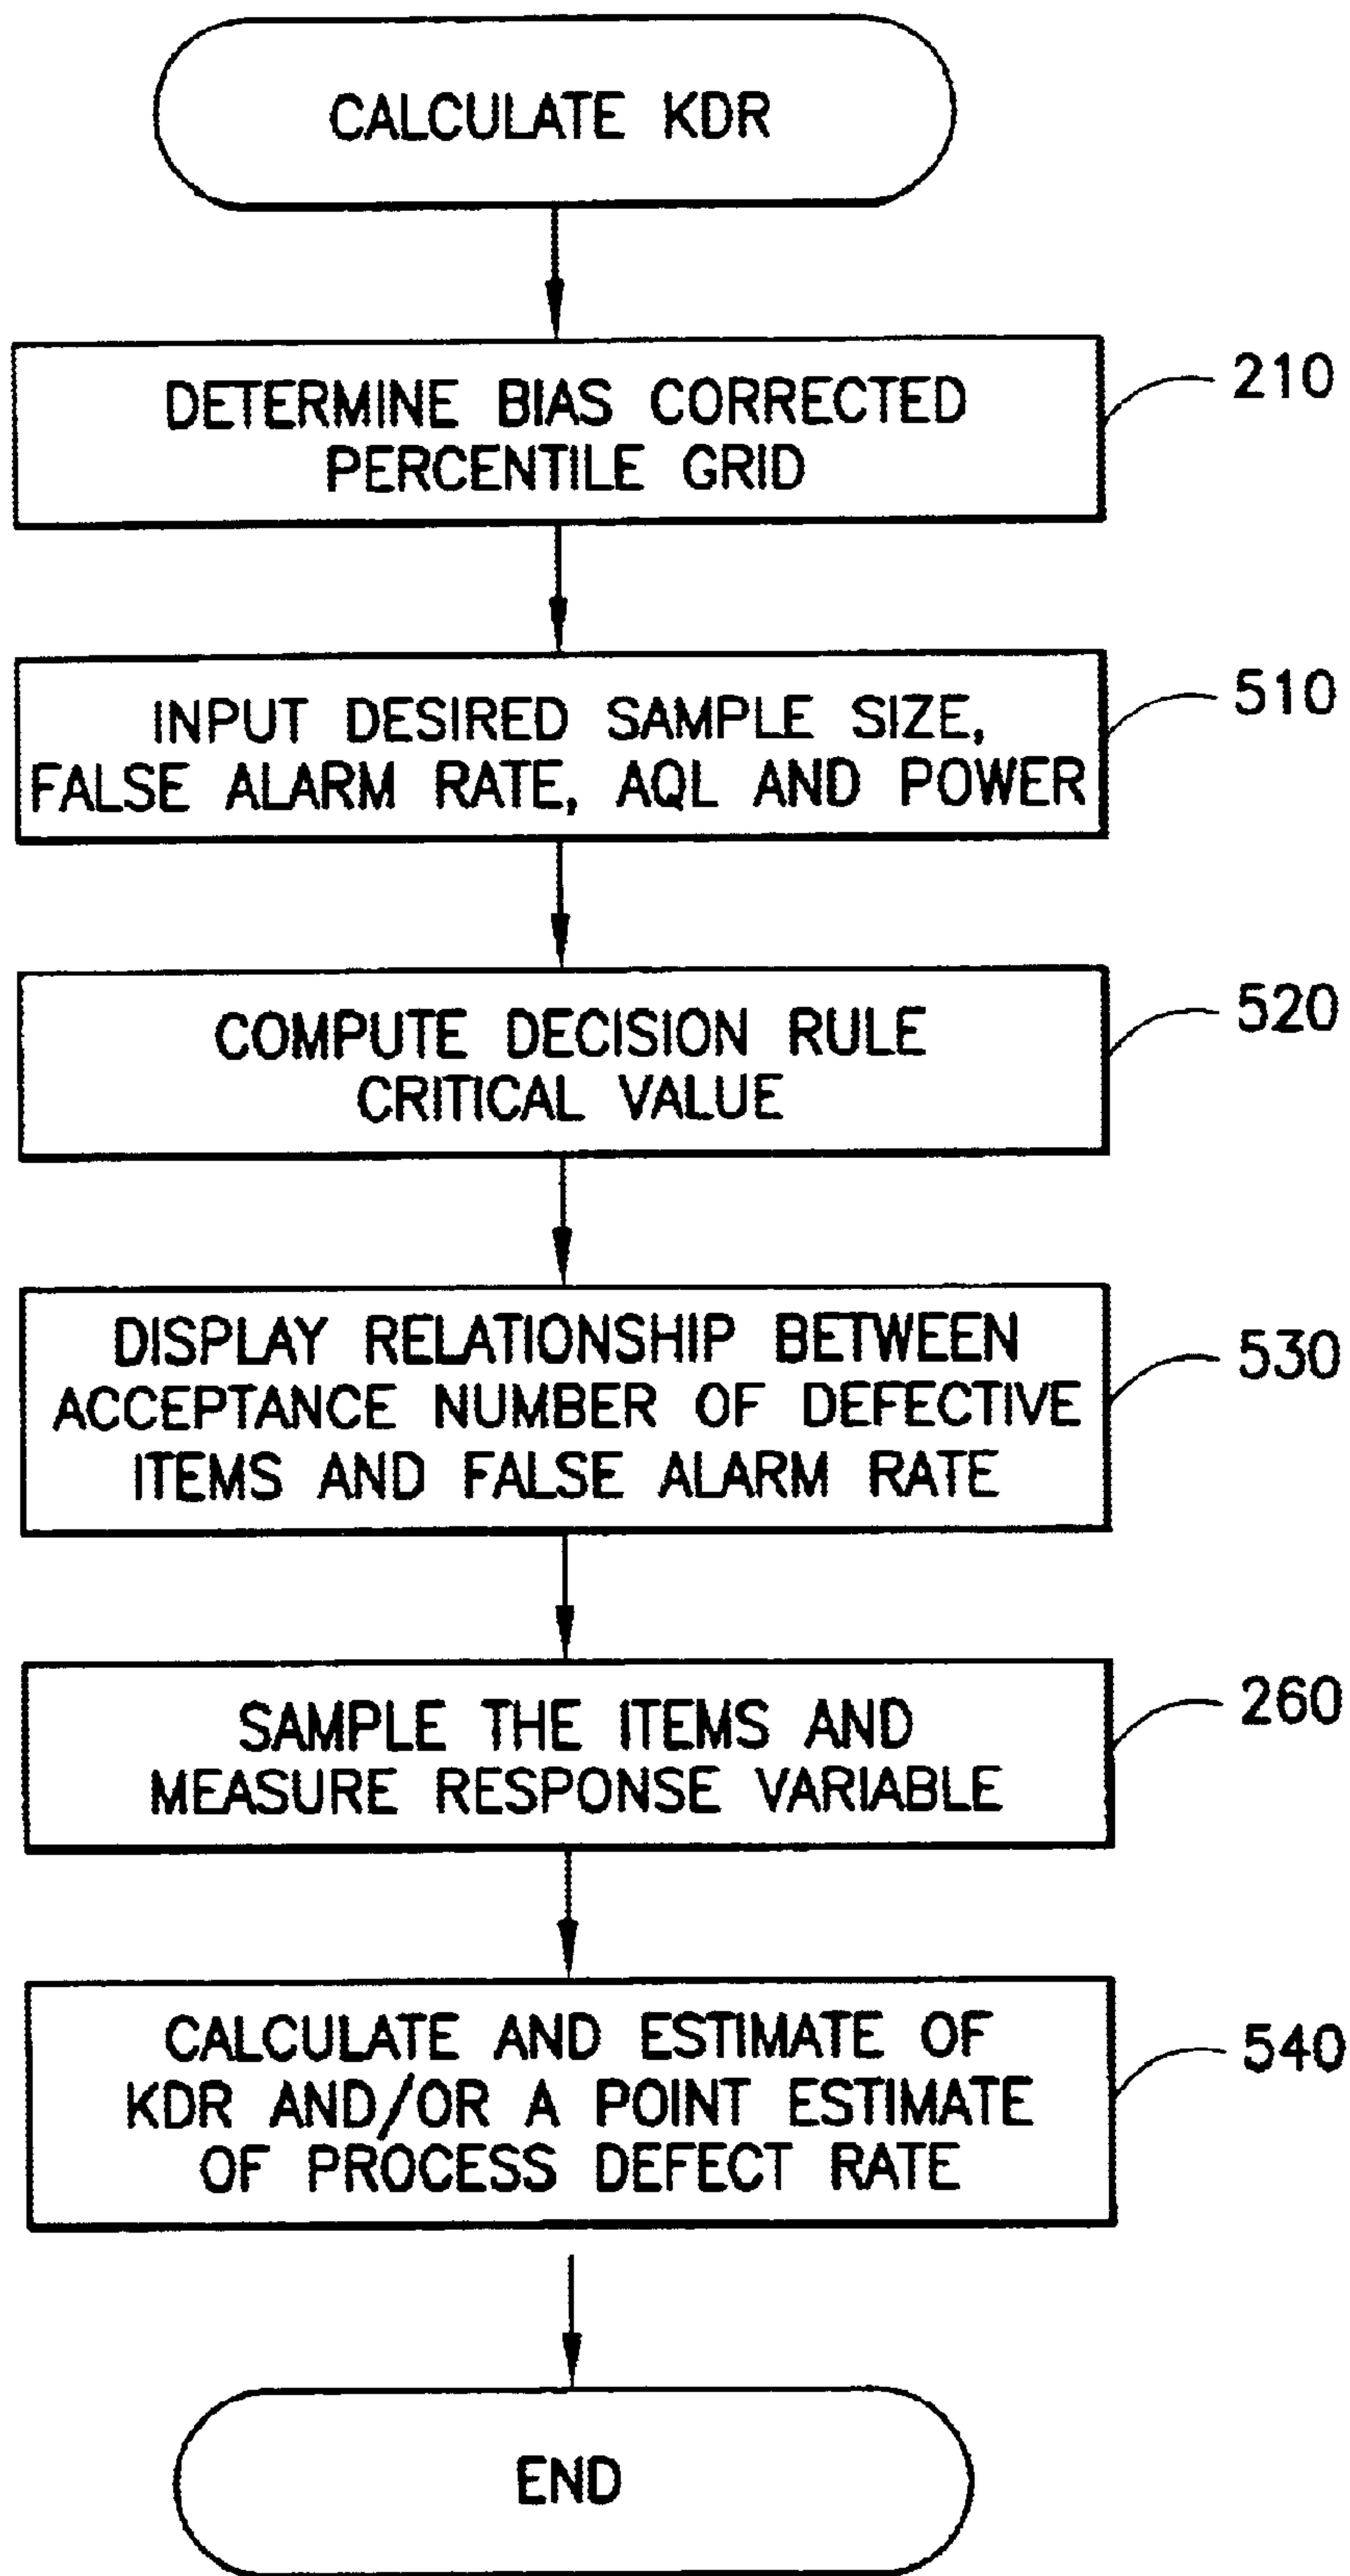 CALCULATE KDR
DETERMINE BIAS CORRECTED
PERCENTILE GRID
210
INPUT DESIRED SAMPLE SIZE,
FALSE ALARM RATE, AQL AND POWER
510
COMPUTE DECISION RULE
CRITICAL VALUE
520
DISPLAY RELATIONSHIP BETWEEN
ACCEPTANCE NUMBER OF DEFECTIVE
ITEMS AND FALSE ALARM RATE
530
SAMPLE THE ITEMS AND
MEASURE RESPONSE VARIABLE
260
CALCULATE AND ESTIMATE OF
KDR AND/OR A POINT ESTIMATE
OF PROCESS DEFECT RATE
540
END